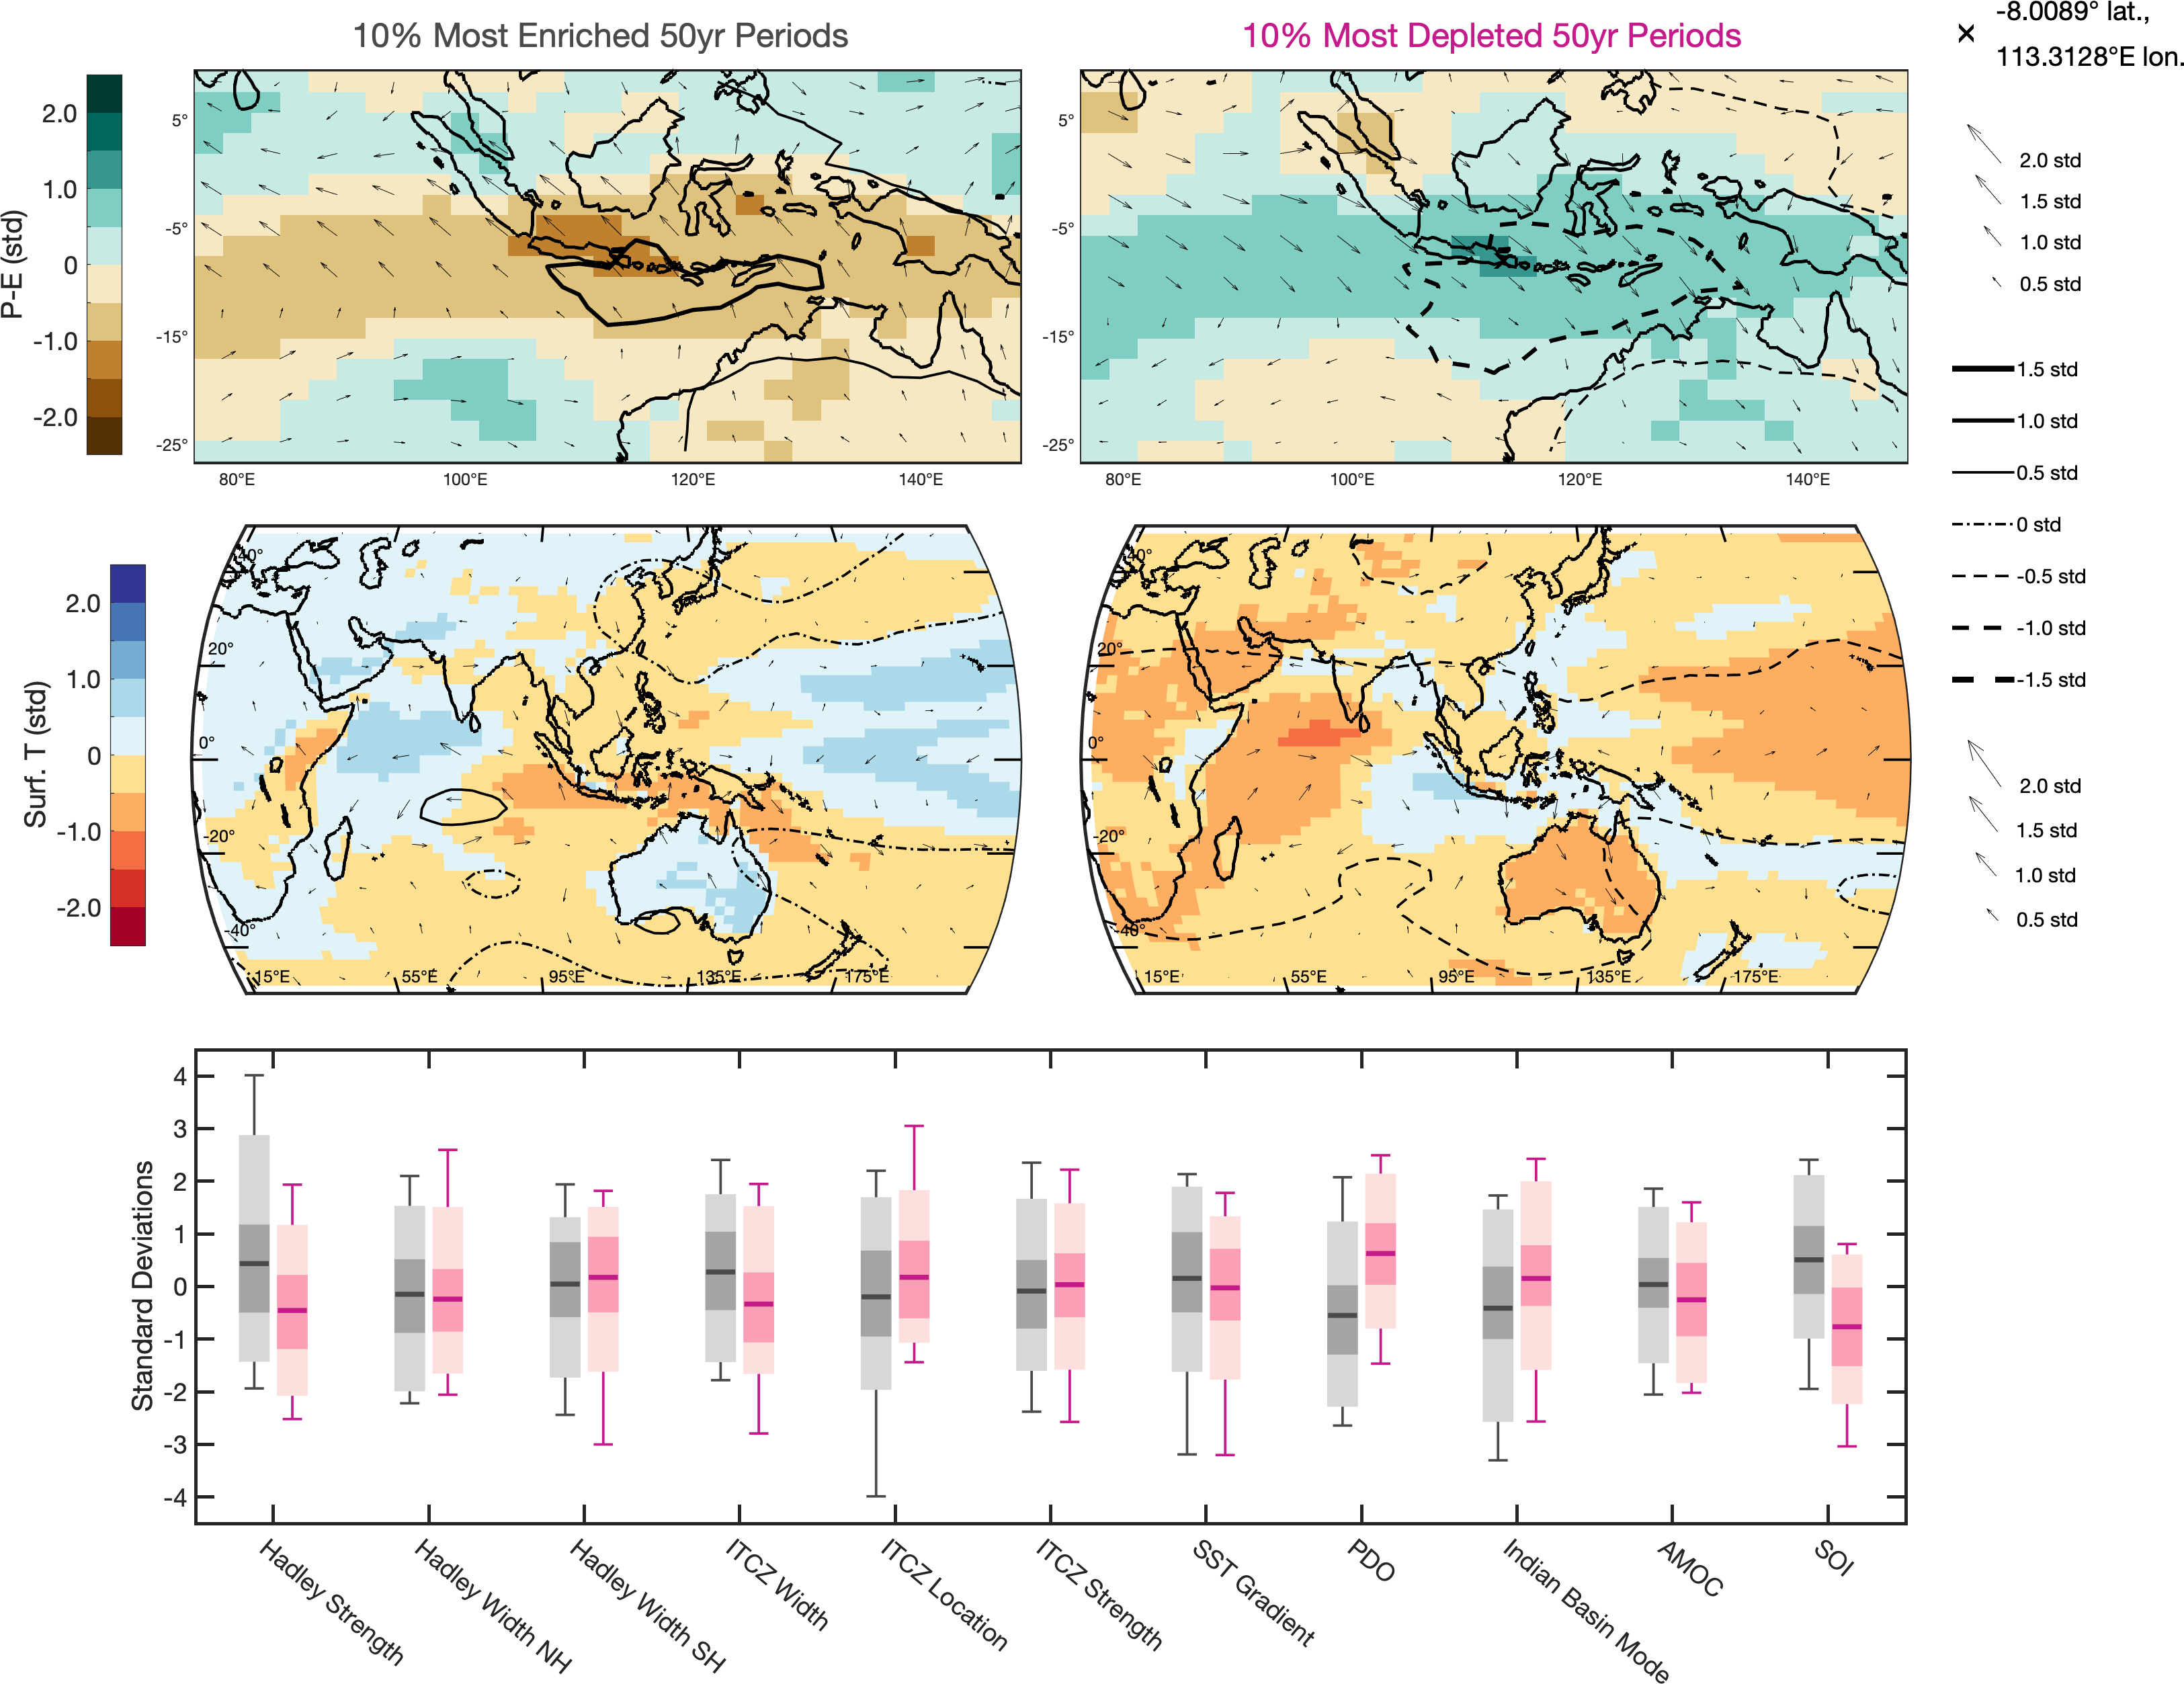 10% Most Enriched 50yr Periods
10% Most Depleted 50yr Periods
-8.0089° lat.,
113.3128°E lon.
P-E (std)
2.0
1.0
0
-1.0
-2.0
5°
-5°
-15°
-25°
80°E
100°E
120°E
140°E
5°
-5°
-15°
-25°
80°E
100°E
120°E
140°E
2.0 std
1.5 std
1.0 std
0.5 std
1.5 std
1.0 std
0.5 std
0 std
-0.5 std
-1.0 std
-1.5 std
Surf. T (std)
2.0
1.0
0
-1.0
-2.0
40°
20°
0°
-20°
-40°
15°E
55°E
95°E
135°E
175°E
40°
20°
0°
-20°
-40°
15°E
55°E
95°E
135°E
175°E
2.0 std
1.5 std
1.0 std
0.5 std
Standard Deviations
4
3
2
1
0
-1
-2
-3
-4
Hadley Strength
Hadley Width NH
Hadley Width SH
ITCZ Width
ITCZ Location
ITCZ Strength
SST Gradient
PDO
Indian Basin Mode
AMOC
SOI